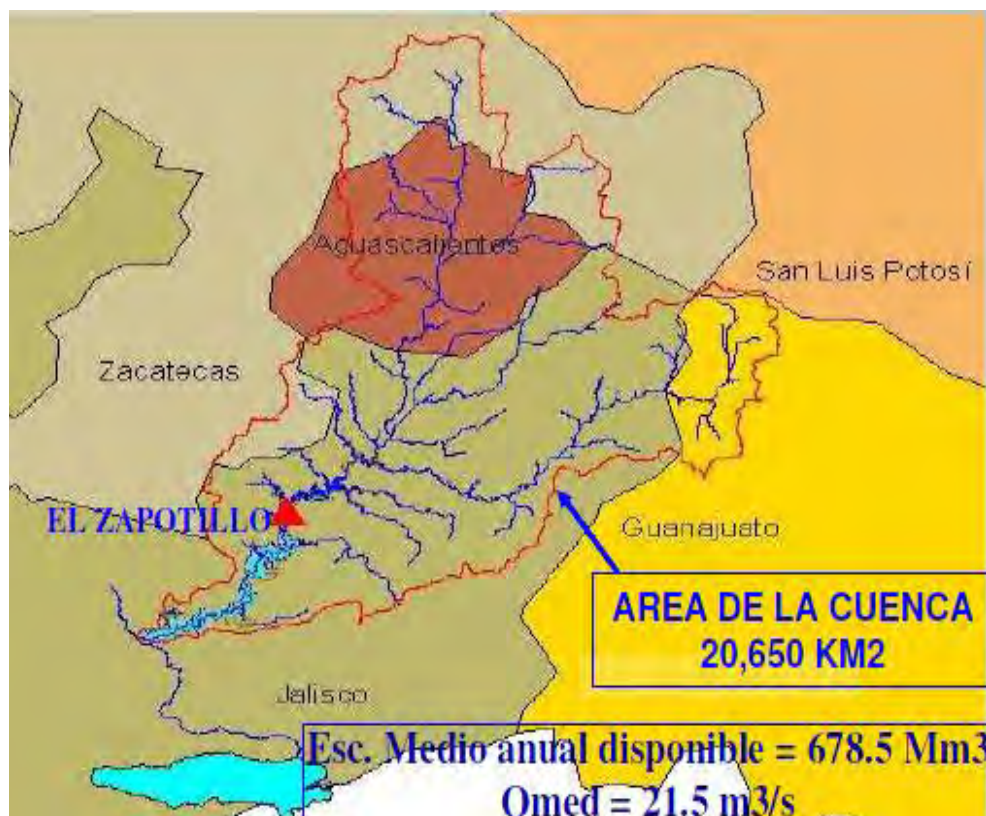 Aguascalientes
San Luis Potosí
Zacatecas
EL ZAPOTILLO
Guanajuato
AREA DE LA CUENCA
20,650 KM2
Jalisco
Esc. Medio anual disponible = 678.5 Mm3
Qmed = 21.5 m3/s